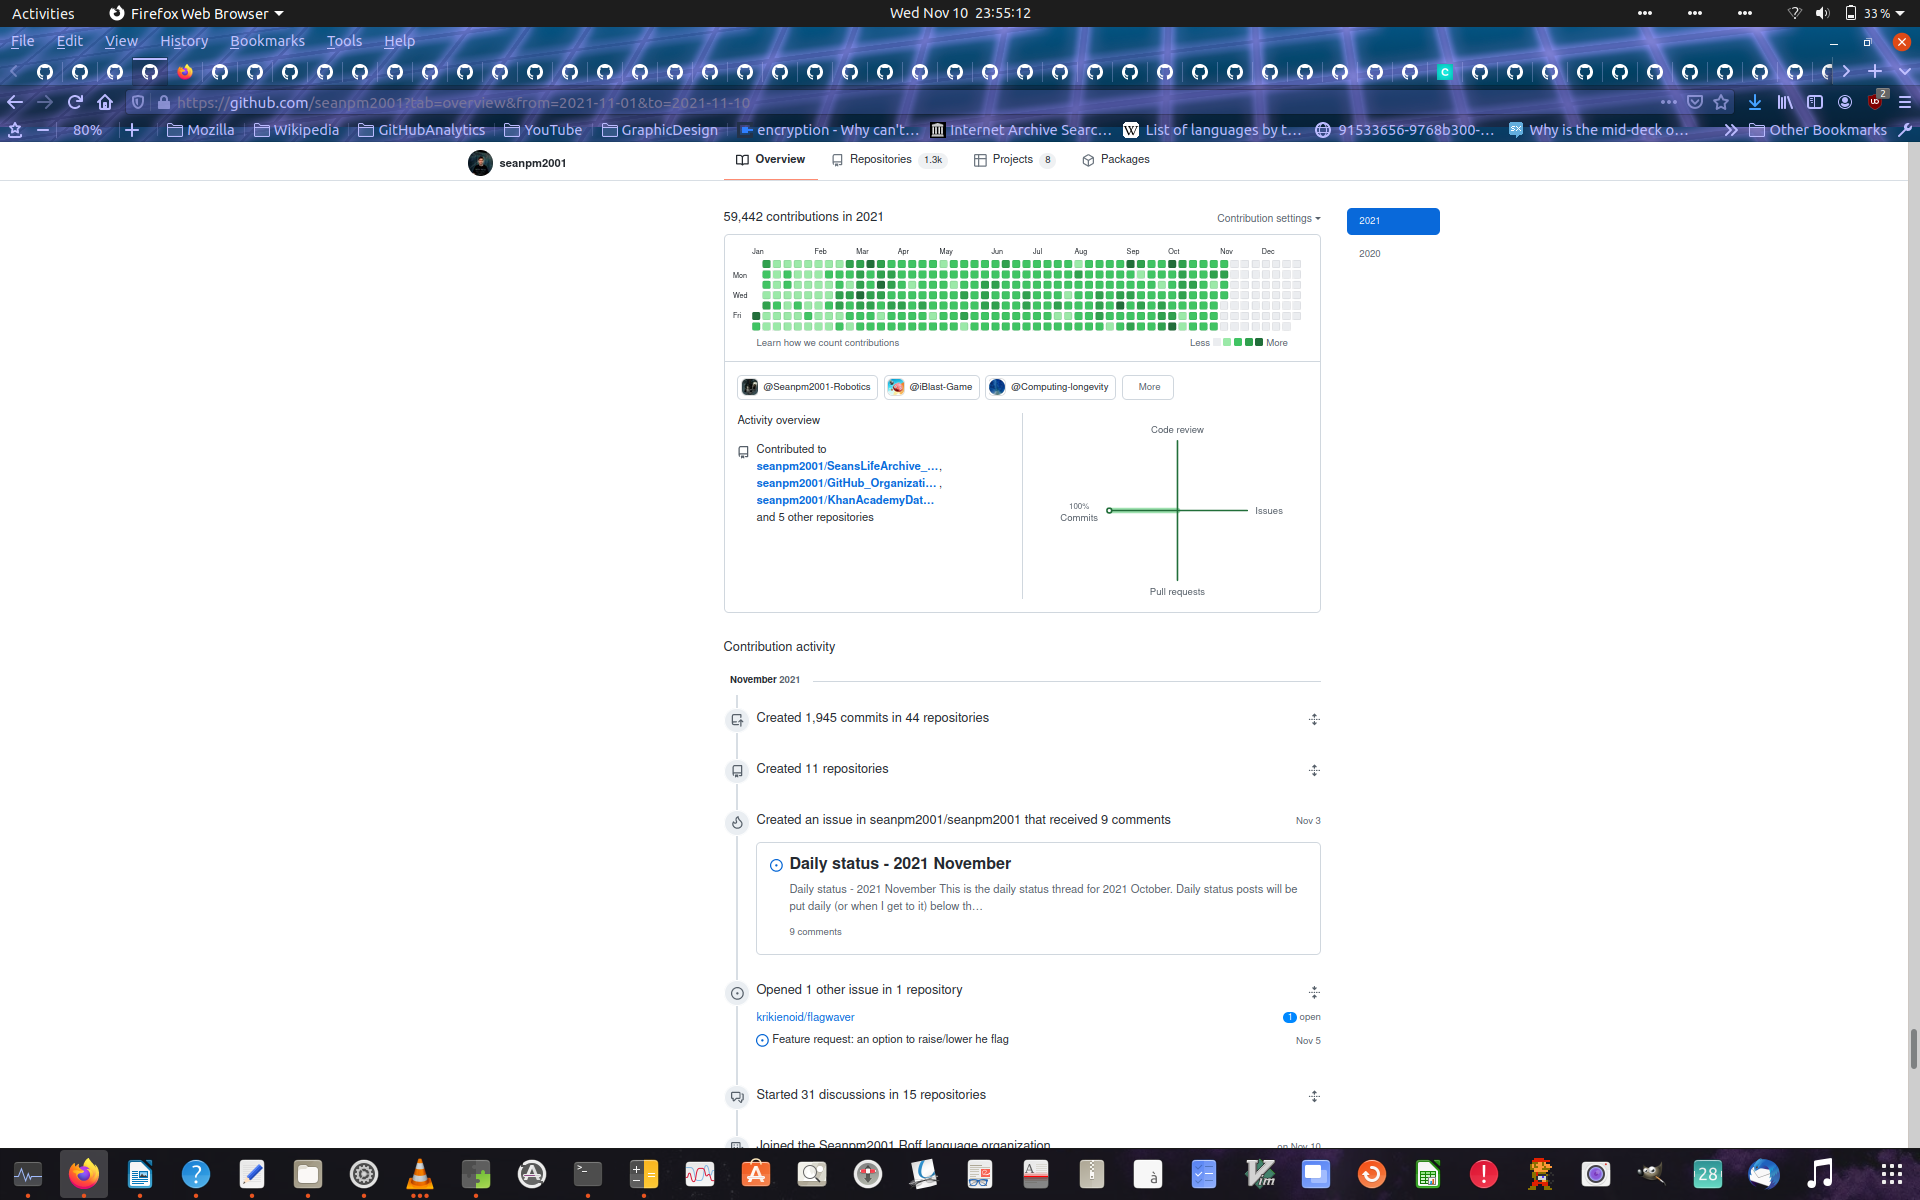 Activities Firefox Web Browser Wed Nov 10 23:55:12 33 %
File Edit View History Bookmarks Tools Help
https://github.com/seanpm2001?tab=overview&from=2021-11-01&to=2021-11-10 2
80% Mozilla Wikipedia GitHubAnalytics YouTube GraphicDesign encryption - Why can't… Internet Archive Searc… List of languages by t… 91533656-9768b300-… Why is the mid-deck o… Other Bookmarks
seanpm2001 Overview Repositories 1.3k Projects 8 Packages
59,442 contributions in 2021 Contribution settings 2021
2020
Jan Feb Mar Apr May Jun Jul Aug Sep Oct Nov Dec
Mon
Wed
Fri
Learn how we count contributions Less More
@Seanpm2001-Robotics @iBlast-Game @Computing-longevity More
Activity overview
Contributed to
seanpm2001/SeansLifeArchive_…,
seanpm2001/GitHub_Organizati… ,
seanpm2001/KhanAcademyDat…
and 5 other repositories
Code review
100%
Commits
Issues
Pull requests
Contribution activity
November 2021
Created 1,945 commits in 44 repositories
Created 11 repositories
Created an issue in seanpm2001/seanpm2001 that received 9 comments Nov 3
Daily status - 2021 November
Daily status - 2021 November This is the daily status thread for 2021 October. Daily status posts will be
put daily (or when I get to it) below th…
9 comments
Opened 1 other issue in 1 repository
krikienoid/flagwaver 1 open
Feature request: an option to raise/lower he flag Nov 5
Started 31 discussions in 15 repositories
Joined the Seanpm2001 Roff language organization on Nov 10
28